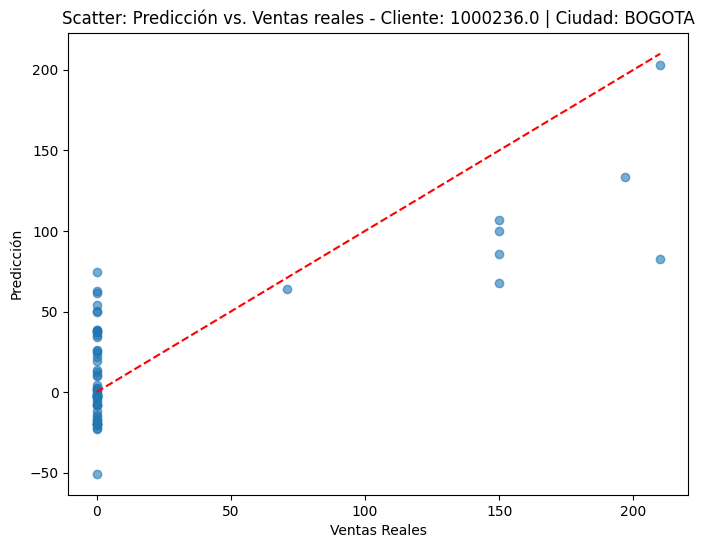 Scatter: Predicción vs. Ventas reales - Cliente: 1000236.0 | Ciudad: BOGOTA
200
150
100
50
0
−50
Predicción
0 50 100 150 200
Ventas Reales